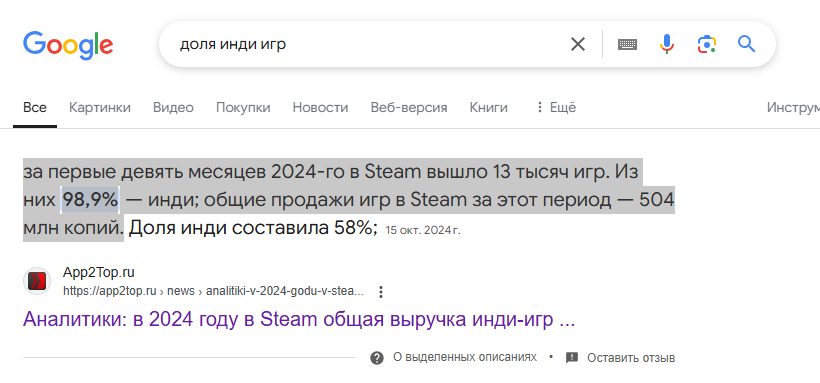 Google
доля инди игр
Все Картинки Видео Покупки Новости Веб-версия Книги Ещё Инструм
за первые девять месяцев 2024-го в Steam вышло 13 тысяч игр. Из
них 98,9% — инди; общие продажи игр в Steam за этот период — 504
млн копий. Доля инди составила 58%; 15 окт. 2024 г.
App2Top.ru
https://app2top.ru › news › analitiki-v-2024-godu-v-stea...
Аналитики: в 2024 году в Steam общая выручка инди-игр ...
О выделенных описаниях • Оставить отзыв